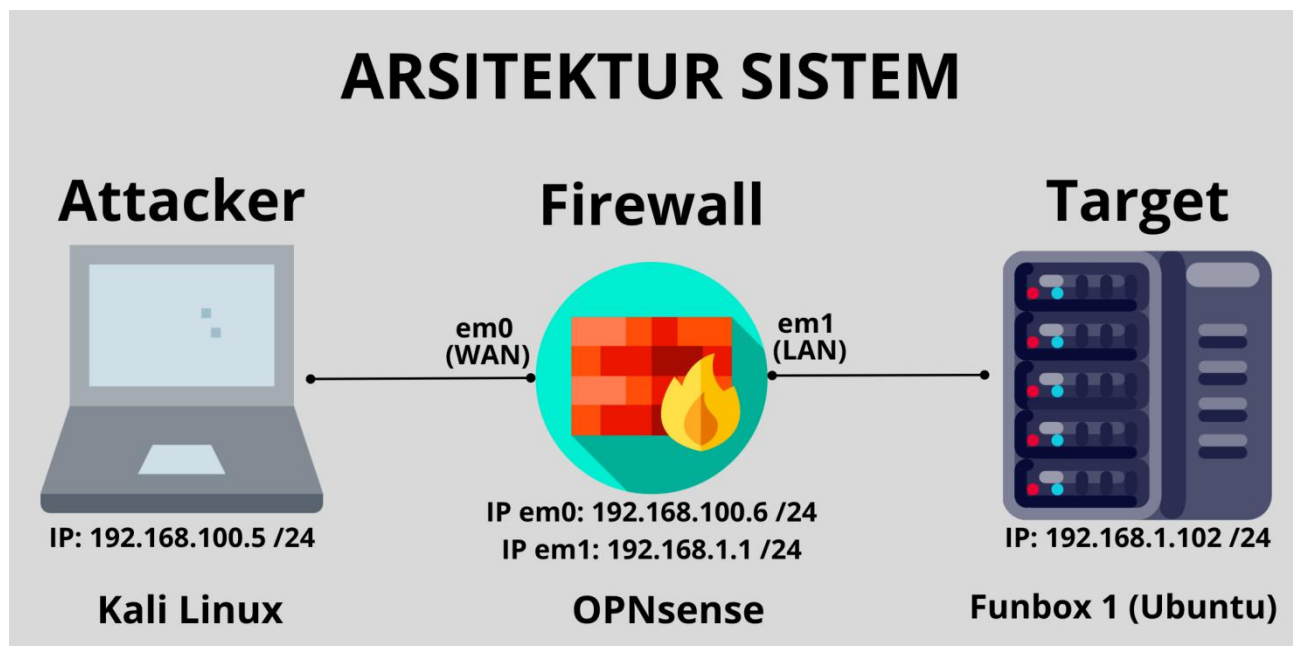 ARSITEKTUR SISTEM
Attacker
Firewall
Target
em0
(WAN)
em1
(LAN)
IP: 192.168.100.5 /24
IP em0: 192.168.100.6 /24
IP em1: 192.168.1.1 /24
IP: 192.168.1.102 /24
Kali Linux
OPNsense
Funbox 1 (Ubuntu)